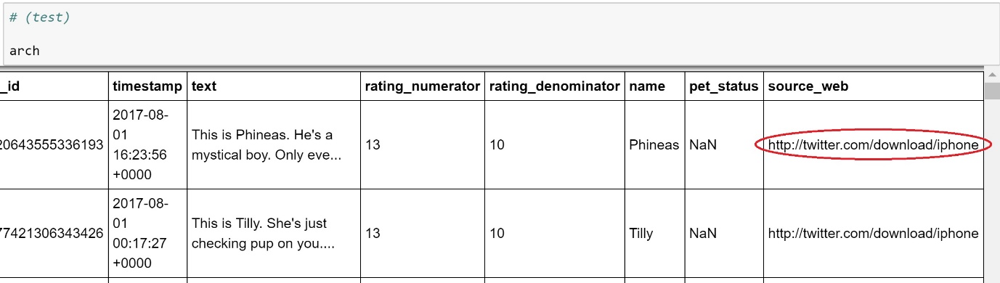 # (test)
arch
_id timestamp text rating_numerator rating_denominator name pet_status source_web
2017-08-
01
20643555336193 This is Phineas. He's a 13 10 Phineas NaN http://twitter.com/download/iphone
16:23:56 mystical boy. Only eve...
+0000
2017-08-
01
77421306343426 This is Tilly. She's just 13 10 Tilly NaN http://twitter.com/download/iphone
00:17:27 checking pup on you....
+0000